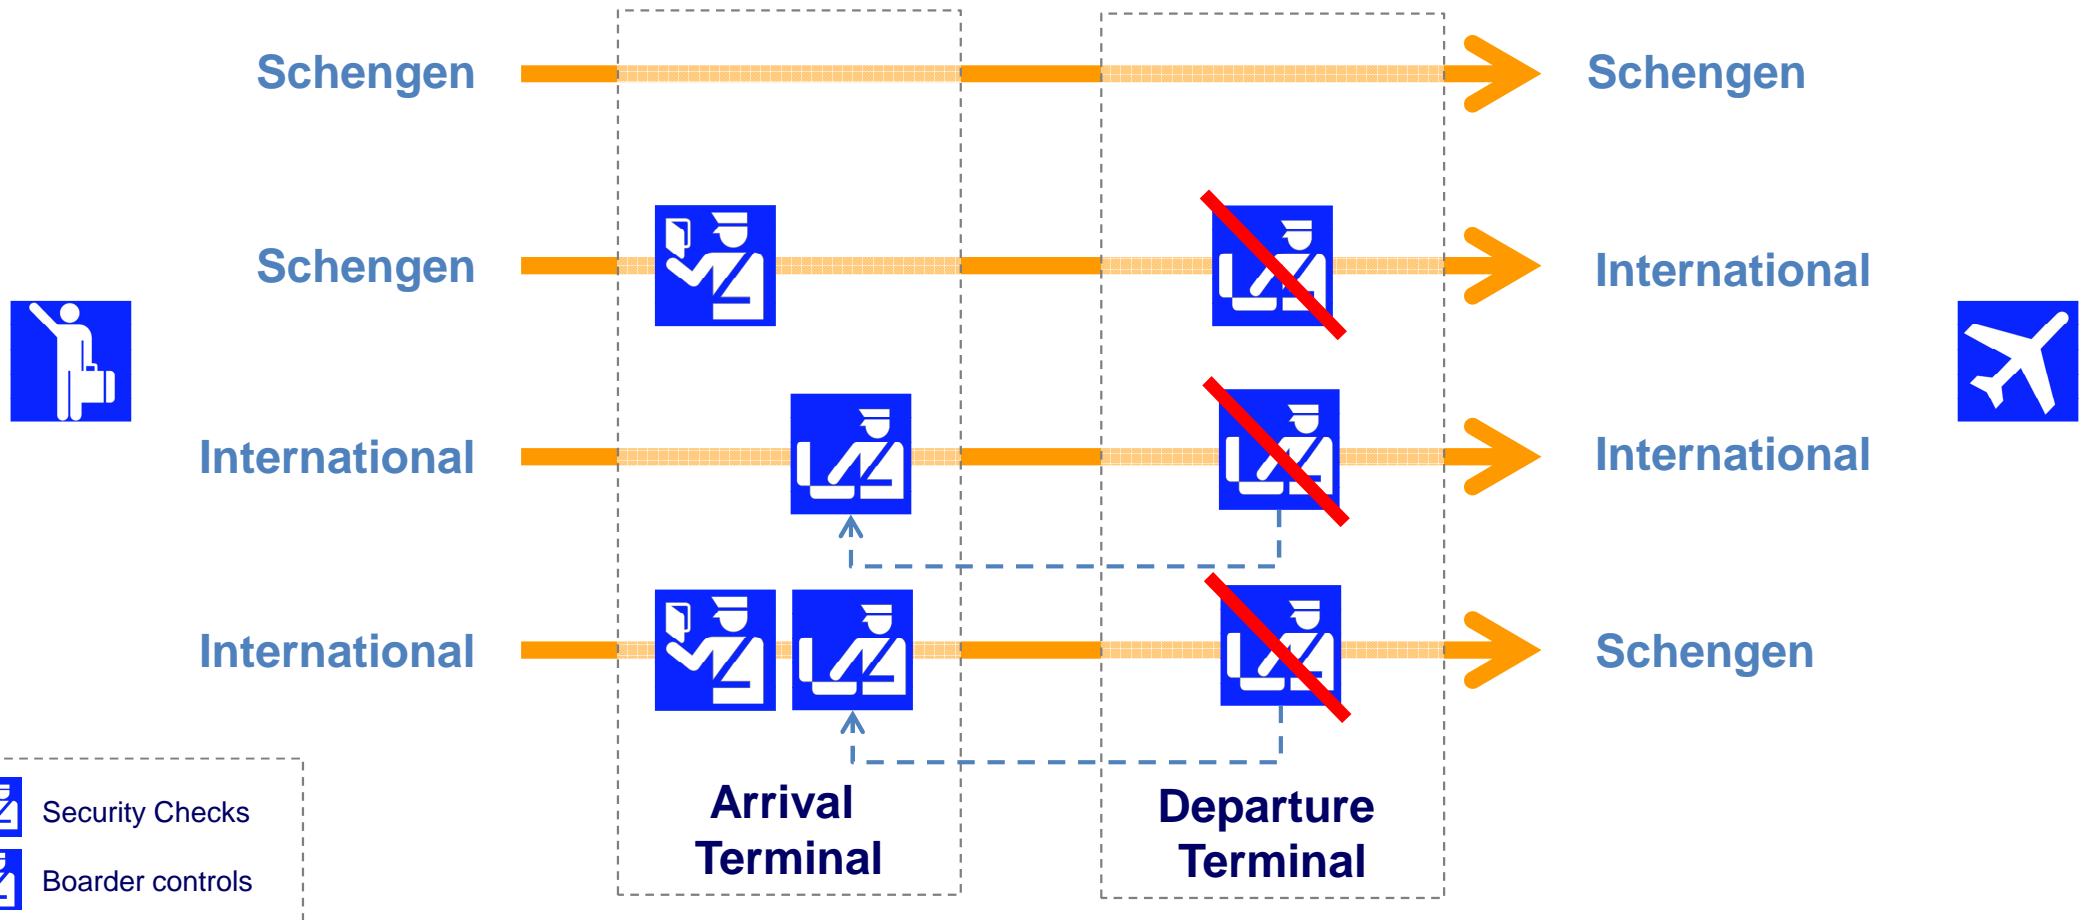 Schengen
Schengen
Schengen
International
International
International
International
Schengen
Arrival
Terminal
Departure
Terminal
Security Checks
Boarder controls